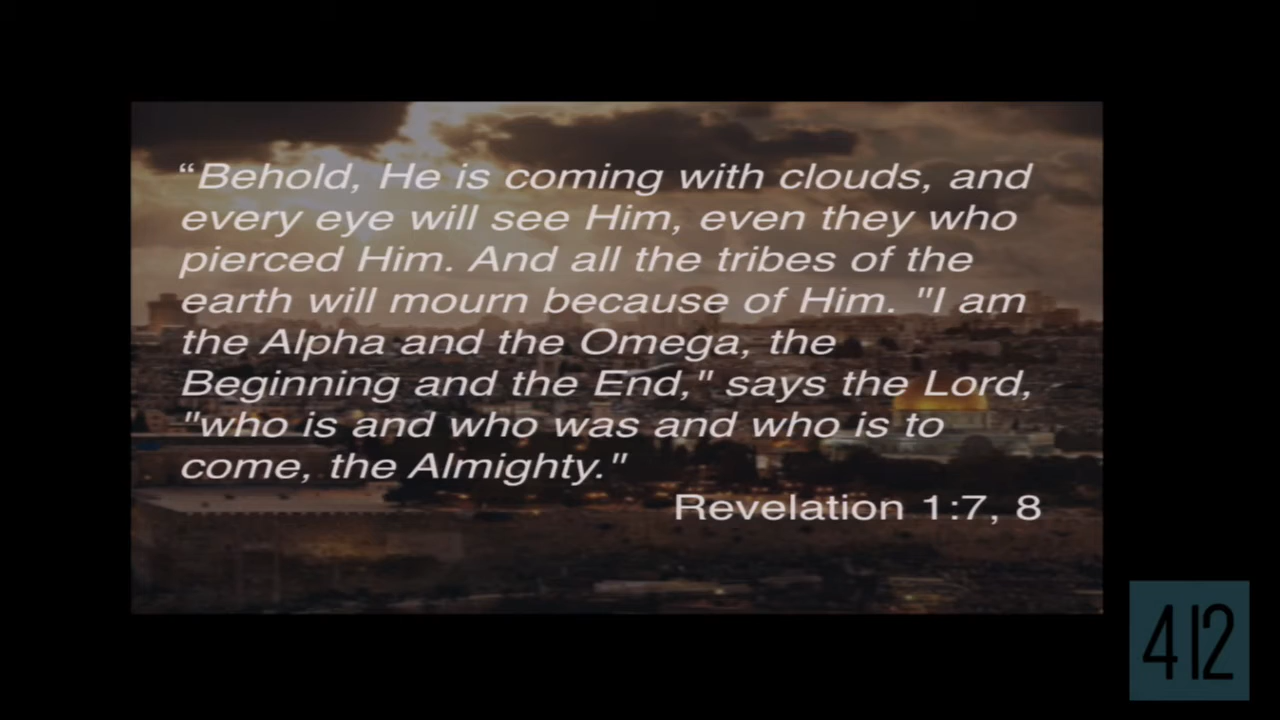 “Behold, He is coming with clouds, and
every eye will see Him, even they who
pierced Him. And all the tribes of the
earth will mourn because of Him. "I am
the Alpha and the Omega, the
Beginning and the End," says the Lord,
"who is and who was and who is to
come, the Almighty."
Revelation 1:7, 8
412